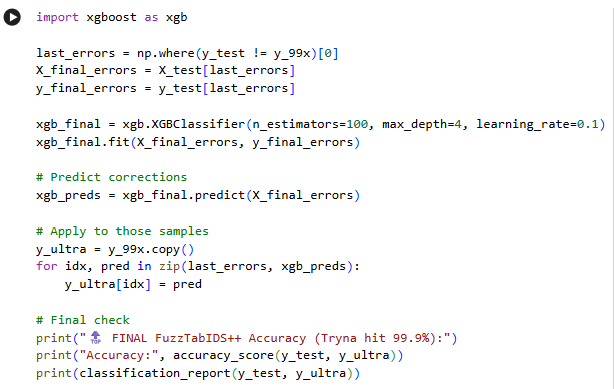 import xgboost as xgb
last_errors = np.where(y_test != y_99x)[0]
X_final_errors = X_test[last_errors]
y_final_errors = y_test[last_errors]
xgb_final = xgb.XGBClassifier(n_estimators=100, max_depth=4, learning_rate=0.1)
xgb_final.fit(X_final_errors, y_final_errors)
# Predict corrections
xgb_preds = xgb_final.predict(X_final_errors)
# Apply to those samples
y_ultra = y_99x.copy()
for idx, pred in zip(last_errors, xgb_preds):
    y_ultra[idx] = pred
# Final check
print("🔝 FINAL FuzzTabIDS++ Accuracy (Tryna hit 99.9%):")
print("Accuracy:", accuracy_score(y_test, y_ultra))
print(classification_report(y_test, y_ultra))